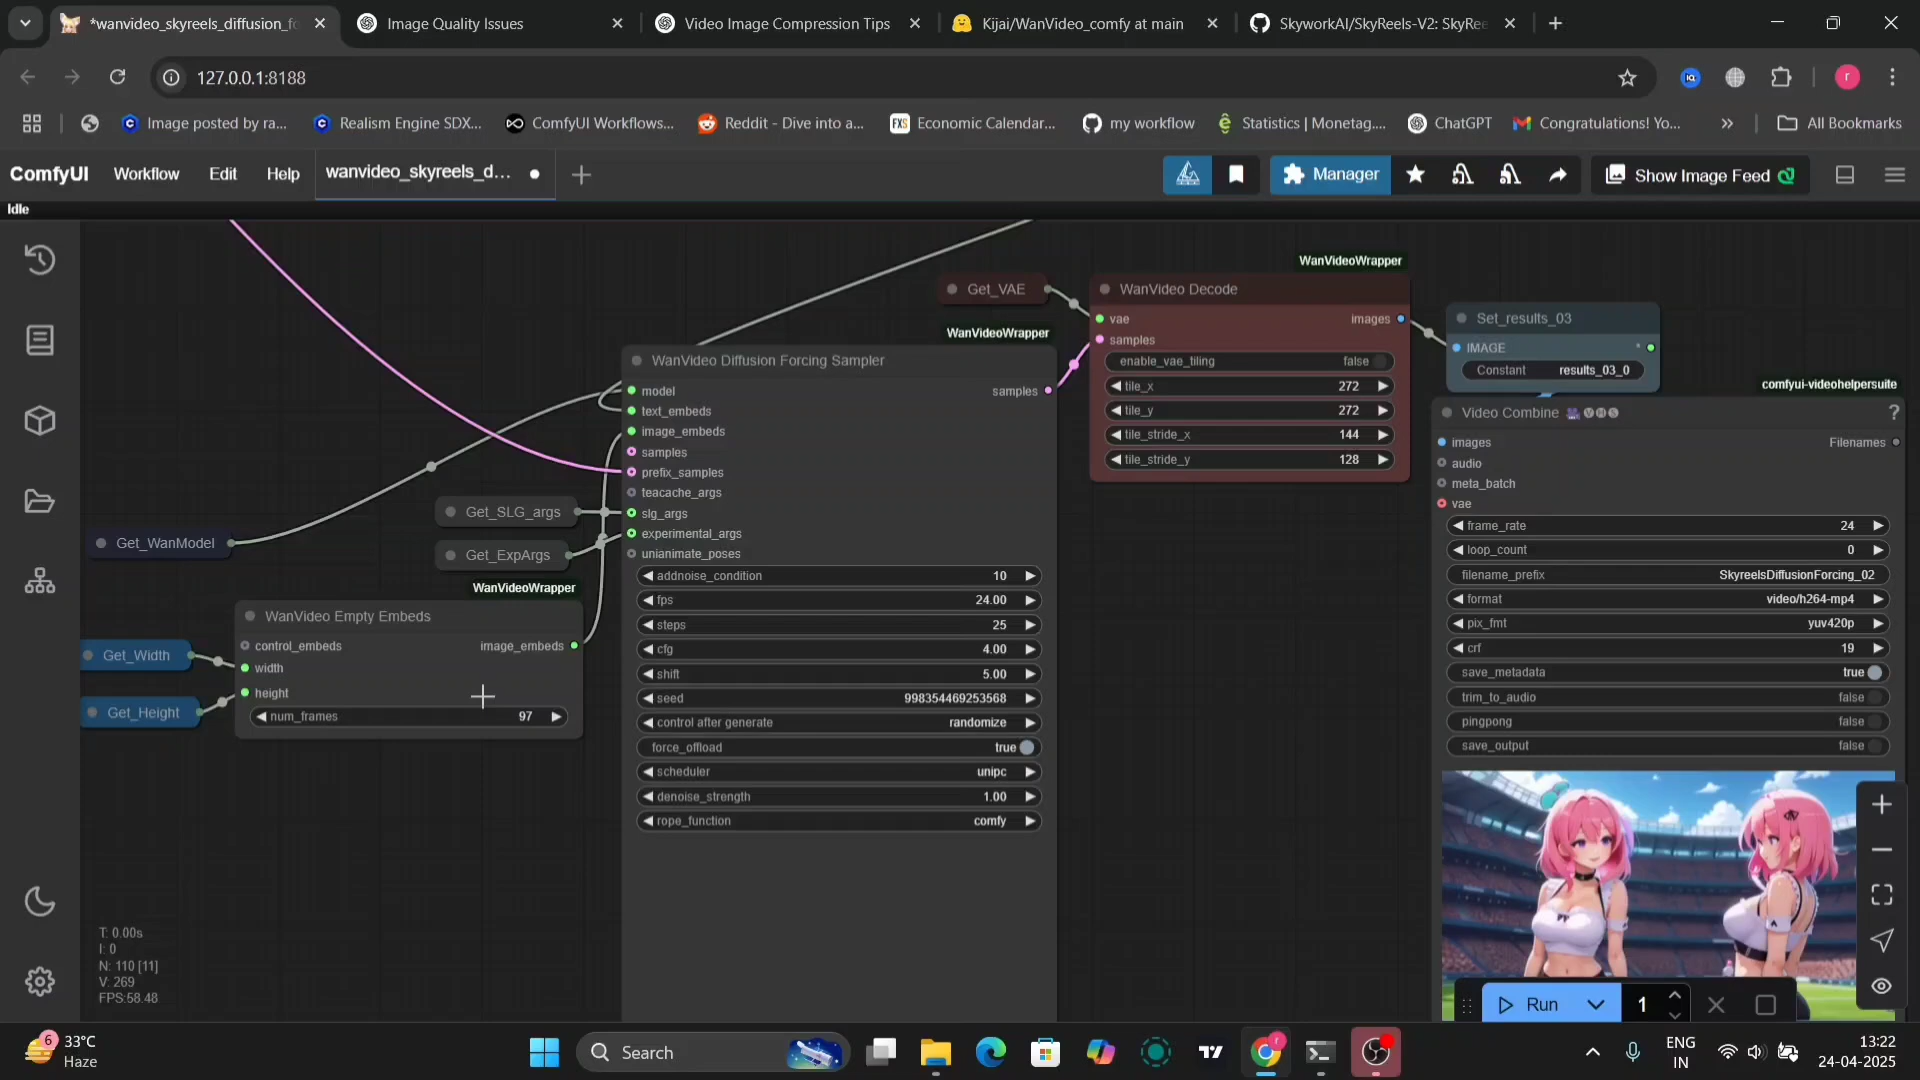 *wanvideo_skyreels_diffusion_fo
Image Quality Issues
Video Image Compression Tips
Kijai/WanVideo_comfy at main
SkyworkAI/SkyReels-V2: SkyRee
127.0.0.1:8188
r
Image posted by ra...
Realism Engine SDX...
ComfyUI Workflows...
Reddit - Dive into a...
FXS
Economic Calendar...
my workflow
Statistics | Monetag....
ChatGPT
Congratulations! Yo...
All Bookmarks
ComfyUI
Workflow
Edit
Help
wanvideo_skyreels_d...
Manager
Show Image Feed
Idle
WanVideoWrapper
Get_VAE
WanVideo Decode
vae
images
samples
enable_vae_tiling false
tile_x 272
tile_y 272
tile_stride_x 144
tile_stride_y 128
Set_results_03
IMAGE
Constant results_03_0
WanVideoWrapper
WanVideo Diffusion Forcing Sampler
model
samples
text_embeds
image_embeds
samples
prefix_samples
teacache_args
slg_args
experimental_args
unianimate_poses
addnoise_condition 10
fps 24.00
steps 25
cfg 4.00
shift 5.00
seed 998354469253568
control after generate randomize
force_offload true
scheduler unipc
denoise_strength 1.00
rope_function comfy
comfyui-videohelpersuite
Video Combine
?
images
Filenames
audio
meta_batch
vae
frame_rate 24
loop_count 0
filename_prefix SkyreelsDiffusionForcing_02
format video/h264-mp4
pix_fmt yuv420p
crf 19
save_metadata true
trim_to_audio false
pingpong false
save_output false
Get_SLG_args
Get_ExpArgs
Get_WanModel
WanVideoWrapper
WanVideo Empty Embeds
control_embeds
image_embeds
width
height
num_frames 97
Get_Width
Get_Height
T: 0.00s
I: 0
N: 110 [11]
V: 269
FPS:58.48
Run
1
6
33°C
Haze
Search
ENG
IN
13:22
24-04-2025